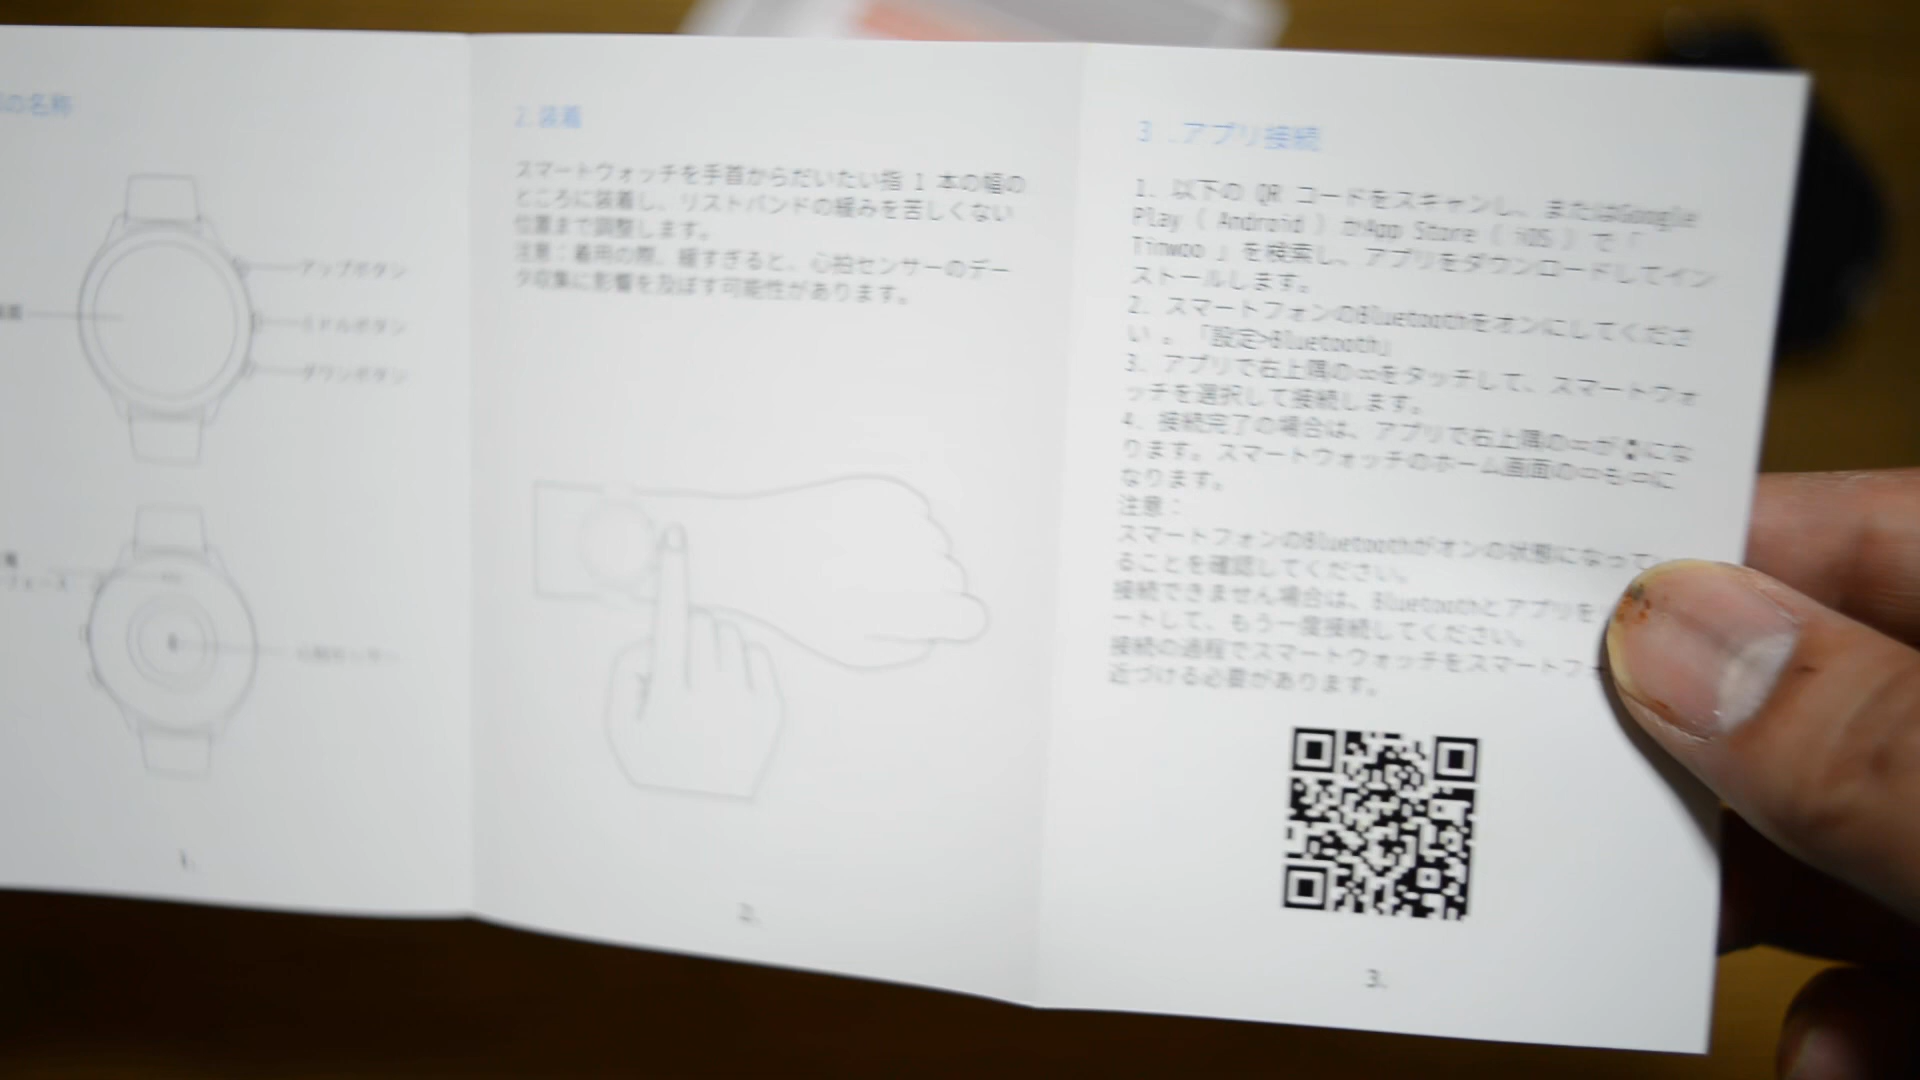 の名称
アップボタン
ミドルボタン
ダウンボタン
心拍センサー
1.
2.装着
スマートウォッチを手首からだいたい指 1 本の幅の
ところに装着し、リストバンドの緩みを苦しくない
位置まで調整します。
注意：着用の際、緩すぎると、心拍センサーのデー
タ収集に影響を及ぼす可能性があります。
2.
3 .アプリ接続
1. 以下の QR コードをスキャンし、またはGoogle
Play ( Android ) かApp Store ( iOS ) で「
Tinwoo 」を検索し、アプリをダウンロードしてイン
ストールします。
2. スマートフォンのBluetoothをオンにしてくださ
い 。「設定>Bluetooth」
3. アプリで右上隅の をタッチして、スマートウォ
ッチを選択して接続します。
4. 接続完了の場合は、アプリで右上隅の が にな
ります。スマートウォッチのホーム画面の も に
なります。
注意：
スマートフォンのBluetoothがオンの状態になってい
ることを確認してください。
接続できません場合は、Bluetoothとアプリを
ートして、もう一度接続してください。
接続の過程でスマートウォッチをスマートフォ
近づける必要があります。
3.